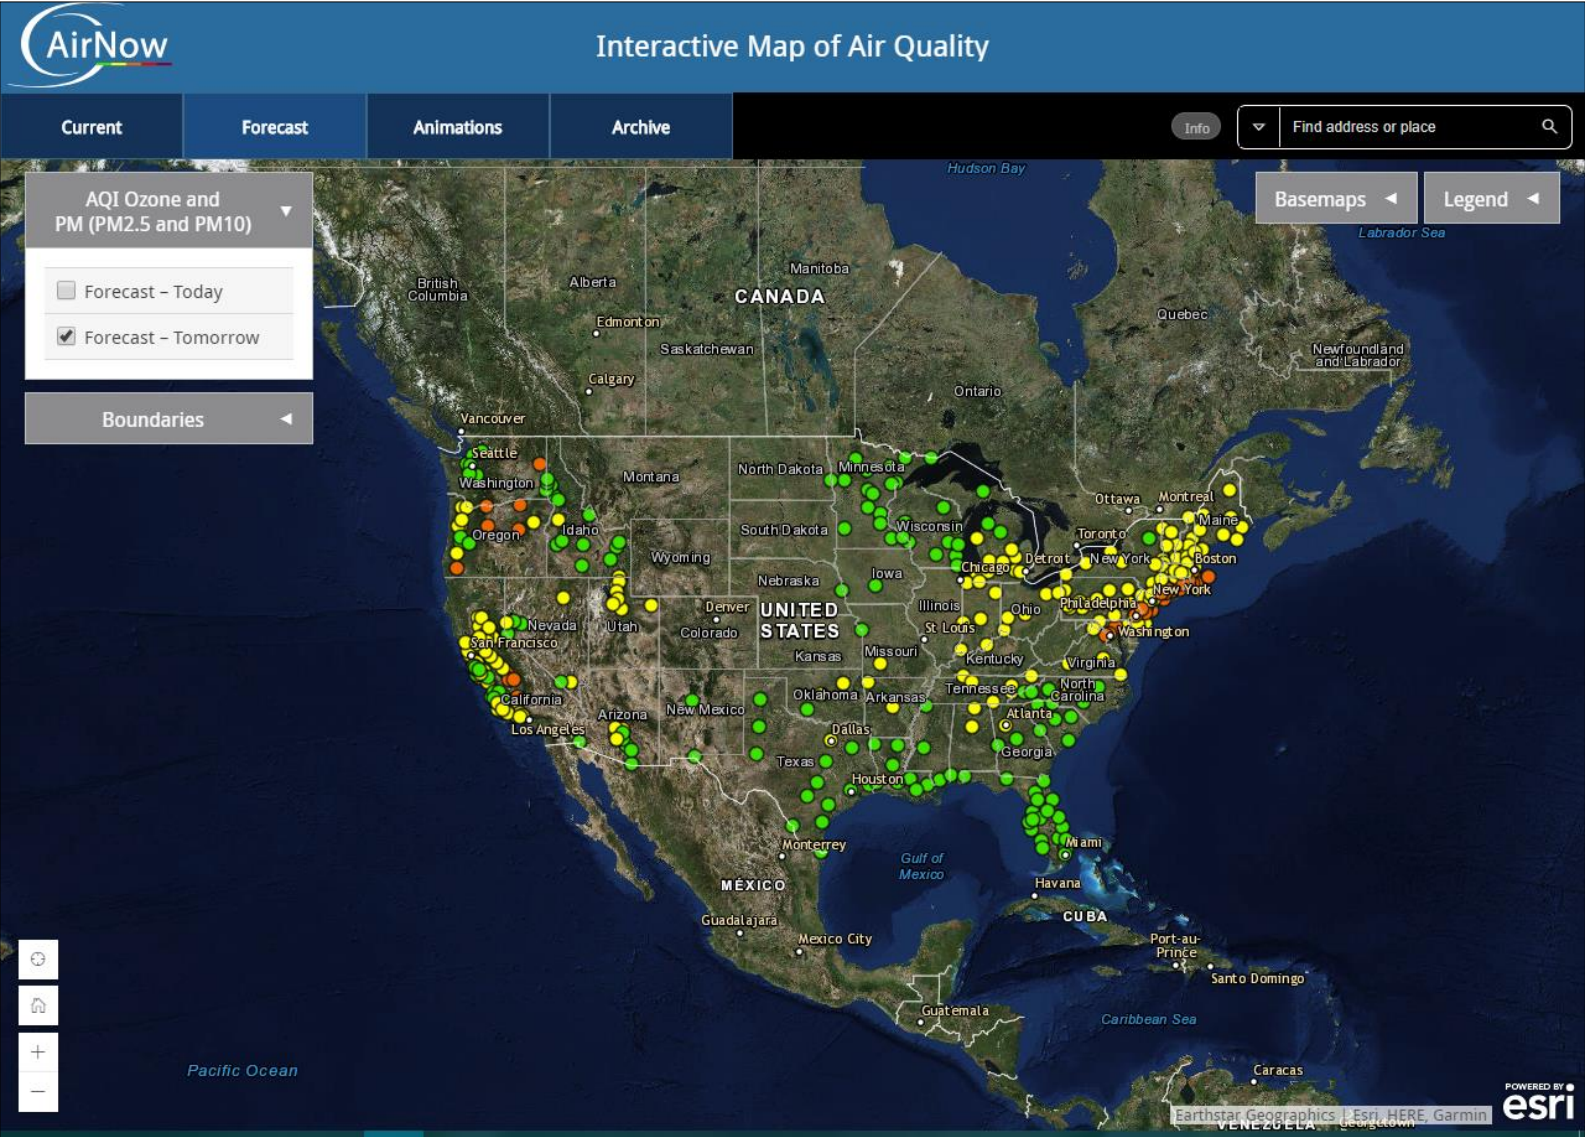 AirNow
Interactive Map of Air Quality
Current
Forecast
Animations
Archive
Info
Find address or place
AQI Ozone and
PM (PM2.5 and PM10)
Forecast – Today
Forecast – Tomorrow
Boundaries
Basemaps
Legend
Hudson Bay
Labrador Sea
British
Columbia
Alberta
Manitoba
CANADA
Edmonton
Saskatchewan
Calgary
Quebec
Newfoundland
and Labrador
Ontario
Vancouver
Seattle
Washington
Montana
North Dakota
Minnesota
Ottawa
Montreal
Maine
Oregon
Idaho
South Dakota
Wisconsin
Toronto
Wyoming
Detroit
New York
Boston
Chicago
Nebraska
Iowa
New York
Denver
UNITED
STATES
Illinois
Ohio
Philadelphia
Nevada
Utah
Colorado
St Louis
Washington
San Francisco
Kansas
Missouri
Kentucky
Virginia
California
Oklahoma
Arkansas
Tennessee
North
Carolina
Arizona
New Mexico
Atlanta
Los Angeles
Dallas
Texas
Georgia
Houston
Monterrey
Miami
Gulf of
Mexico
MÉXICO
Havana
CUBA
Guadalajara
Mexico City
Port-au-
Prince
Santo Domingo
Guatemala
Caribbean Sea
Pacific Ocean
Caracas
POWERED BY
esri
Earthstar Geographics | Esri, HERE, Garmin
VENEZUELA
Georgetown